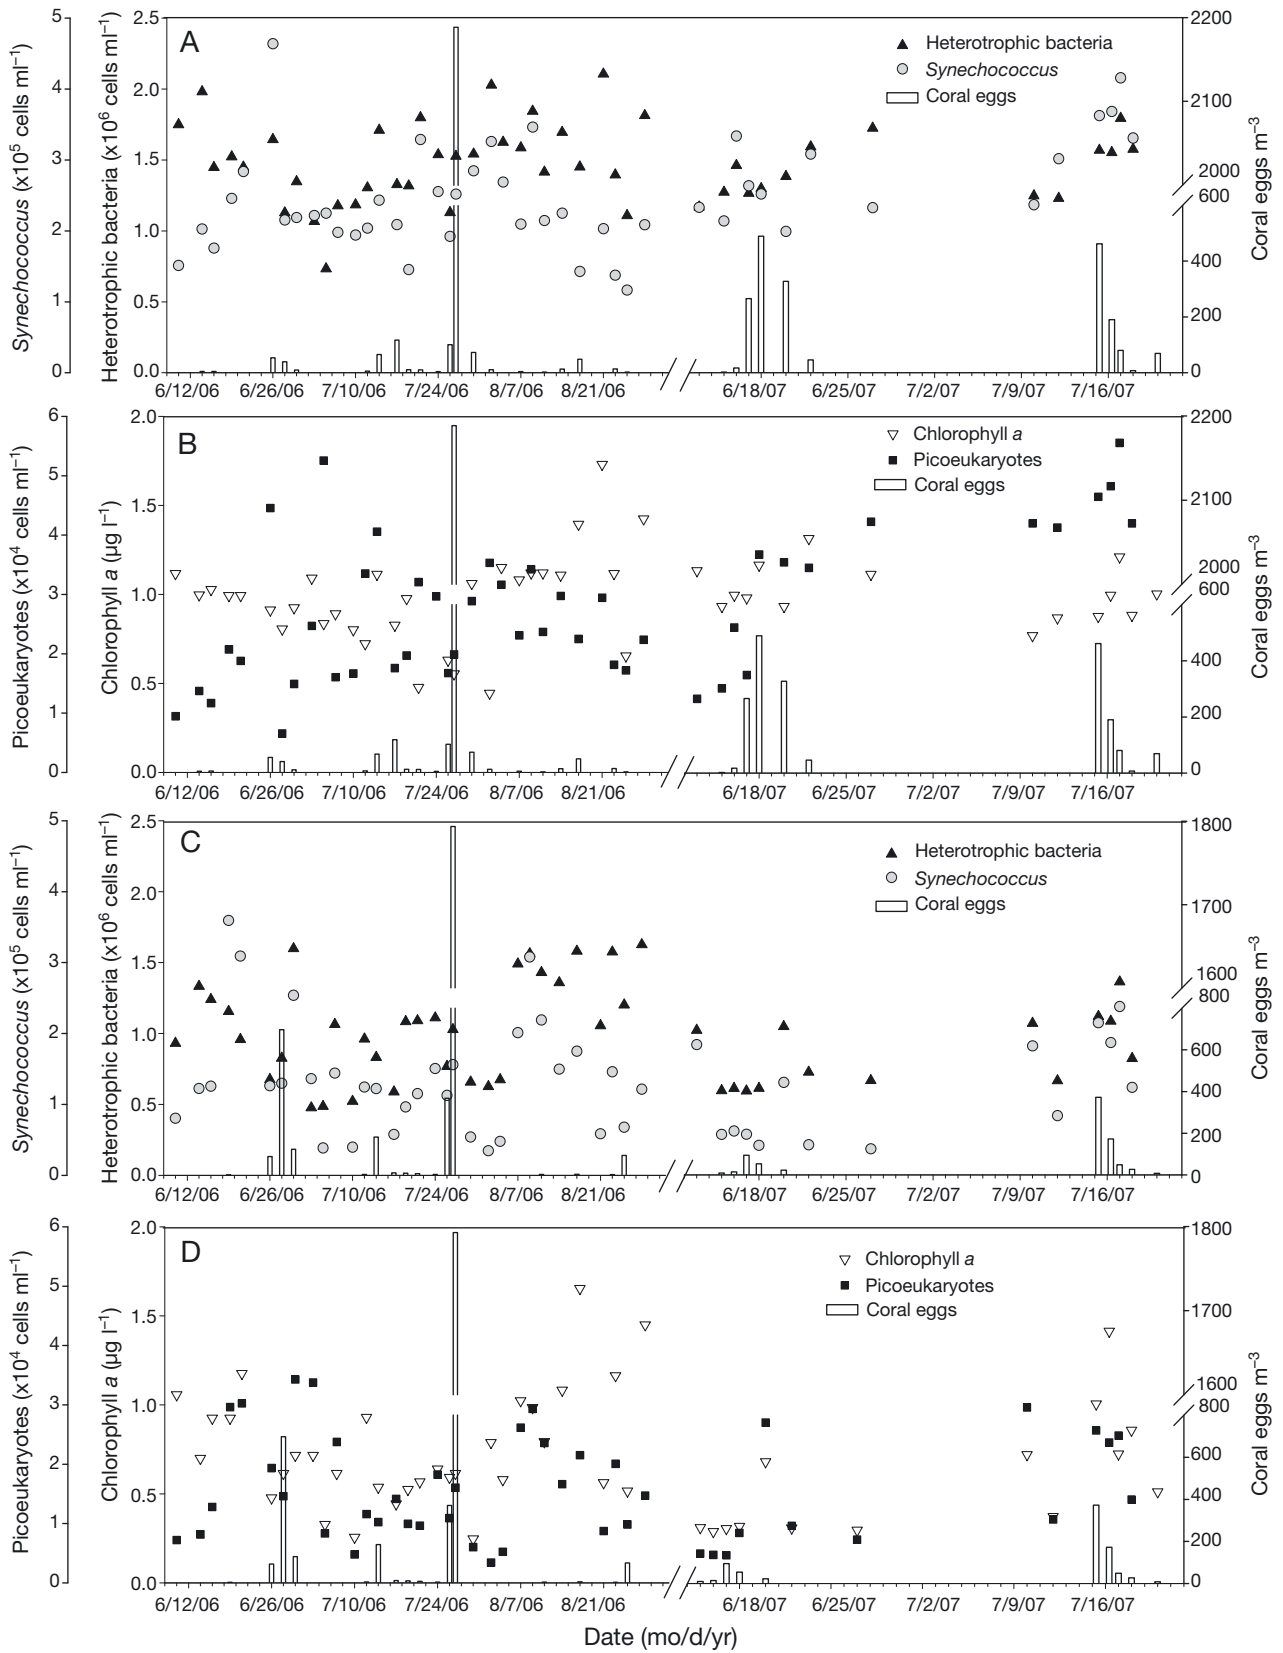 A
Heterotrophic bacteria
Synechococcus
Coral eggs
Synechococcus (x10⁵ cells ml⁻¹)
5
4
3
2
1
0
Heterotrophic bacteria (x10⁶ cells ml⁻¹)
2.5
2.0
1.5
1.0
0.5
0.0
Coral eggs m⁻³
2200
2100
2000
600
400
200
0
6/12/06 6/26/06 7/10/06 7/24/06 8/7/06 8/21/06 6/18/07 6/25/07 7/2/07 7/9/07 7/16/07
B
Chlorophyll a
Picoeukaryotes
Coral eggs
Picoeukaryotes (x10⁴ cells ml⁻¹)
6
5
4
3
2
1
0
Chlorophyll a (µg l⁻¹)
2.0
1.5
1.0
0.5
0.0
Coral eggs m⁻³
2200
2100
2000
600
400
200
0
6/12/06 6/26/06 7/10/06 7/24/06 8/7/06 8/21/06 6/18/07 6/25/07 7/2/07 7/9/07 7/16/07
C
Heterotrophic bacteria
Synechococcus
Coral eggs
Synechococcus (x10⁵ cells ml⁻¹)
5
4
3
2
1
0
Heterotrophic bacteria (x10⁶ cells ml⁻¹)
2.5
2.0
1.5
1.0
0.5
0.0
Coral eggs m⁻³
1800
1700
1600
800
600
400
200
0
6/12/06 6/26/06 7/10/06 7/24/06 8/7/06 8/21/06 6/18/07 6/25/07 7/2/07 7/9/07 7/16/07
D
Chlorophyll a
Picoeukaryotes
Coral eggs
Picoeukaryotes (x10⁴ cells ml⁻¹)
6
5
4
3
2
1
0
Chlorophyll a (µg l⁻¹)
2.0
1.5
1.0
0.5
0.0
Coral eggs m⁻³
1800
1700
1600
800
600
400
200
0
6/12/06 6/26/06 7/10/06 7/24/06 8/7/06 8/21/06 6/18/07 6/25/07 7/2/07 7/9/07 7/16/07
Date (mo/d/yr)